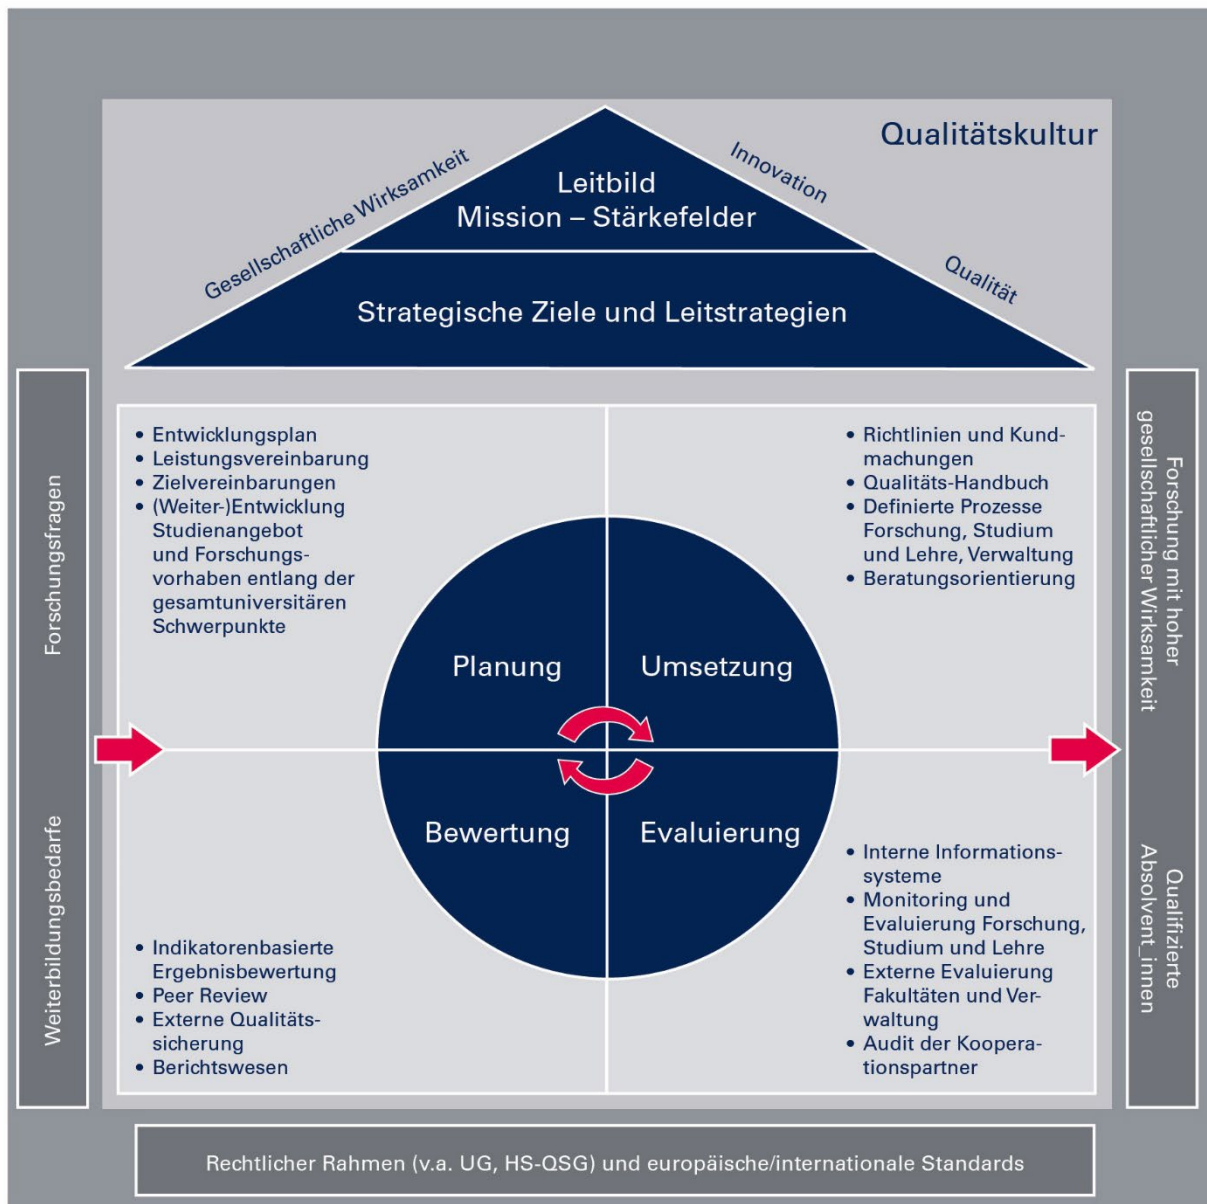 Qualitätskultur
Gesellschaftliche Wirksamkeit
Innovation
Qualität
Leitbild
Mission – Stärkefelder
Strategische Ziele und Leitstrategien
Forschungsfragen
Weiterbildungsbedarfe
• Entwicklungsplan
• Leistungsvereinbarung
• Zielvereinbarungen
• (Weiter-)Entwicklung
Studienangebot
und Forschungs-
vorhaben entlang der
gesamtuniversitären
Schwerpunkte
• Richtlinien und Kund-
machungen
• Qualitäts-Handbuch
• Definierte Prozesse
Forschung, Studium
und Lehre, Verwaltung
• Beratungsorientierung
Planung
Umsetzung
Bewertung
Evaluierung
• Indikatorenbasierte
Ergebnisbewertung
• Peer Review
• Externe Qualitäts-
sicherung
• Berichtswesen
• Interne Informations-
systeme
• Monitoring und
Evaluierung Forschung,
Studium und Lehre
• Externe Evaluierung
Fakultäten und Ver-
waltung
• Audit der Koopera-
tionspartner
Forschung mit hoher
gesellschaftlicher Wirksamkeit
Qualifizierte
Absolvent_innen
Rechtlicher Rahmen (v.a. UG, HS-QSG) und europäische/internationale Standards